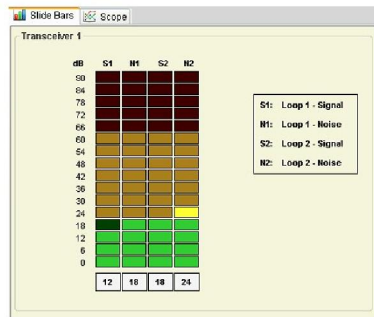 Slide Bars Scope
Transceiver 1
dB S1 N1 S2 N2
90
84
78
72
66
60
54
48
42
36
30
24
18
12
6
0
12 18 18 24
S1: Loop 1 - Signal
N1: Loop 1 - Noise
S2: Loop 2 - Signal
N2: Loop 2 - Noise